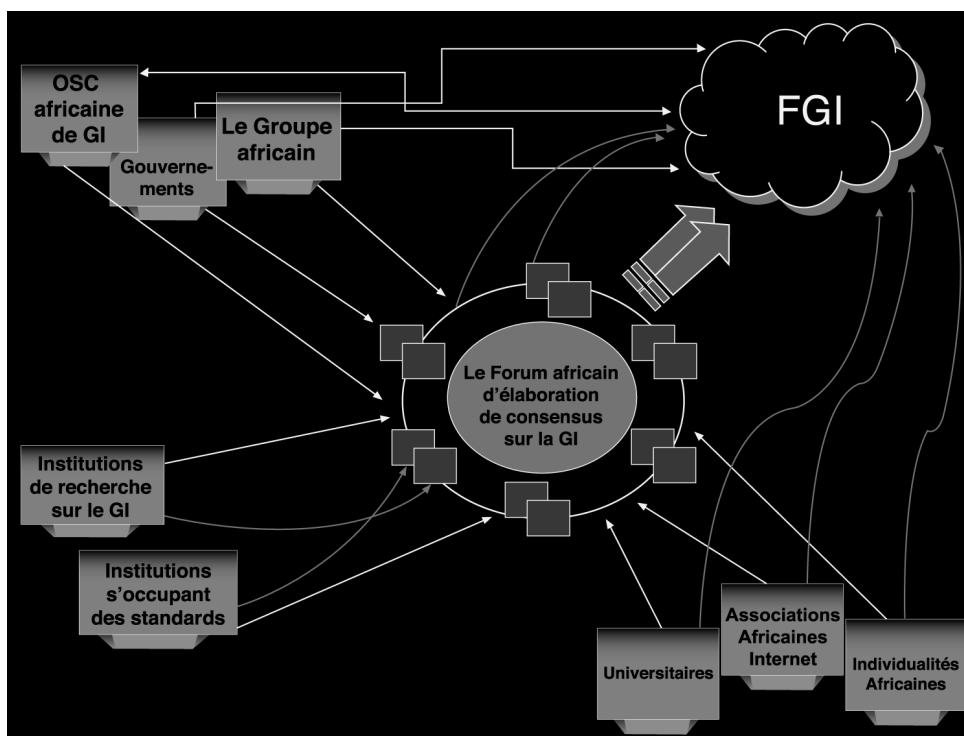 OSC
africaine
de GI
Gouverne-
ments
Le Groupe
africain
FGI
Le Forum africain
d'élaboration
de consensus
sur la GI
Institutions
de recherche
sur le GI
Institutions
s'occupant
des standards
Universitaires
Associations
Africaines
Internet
Individualités
Africaines